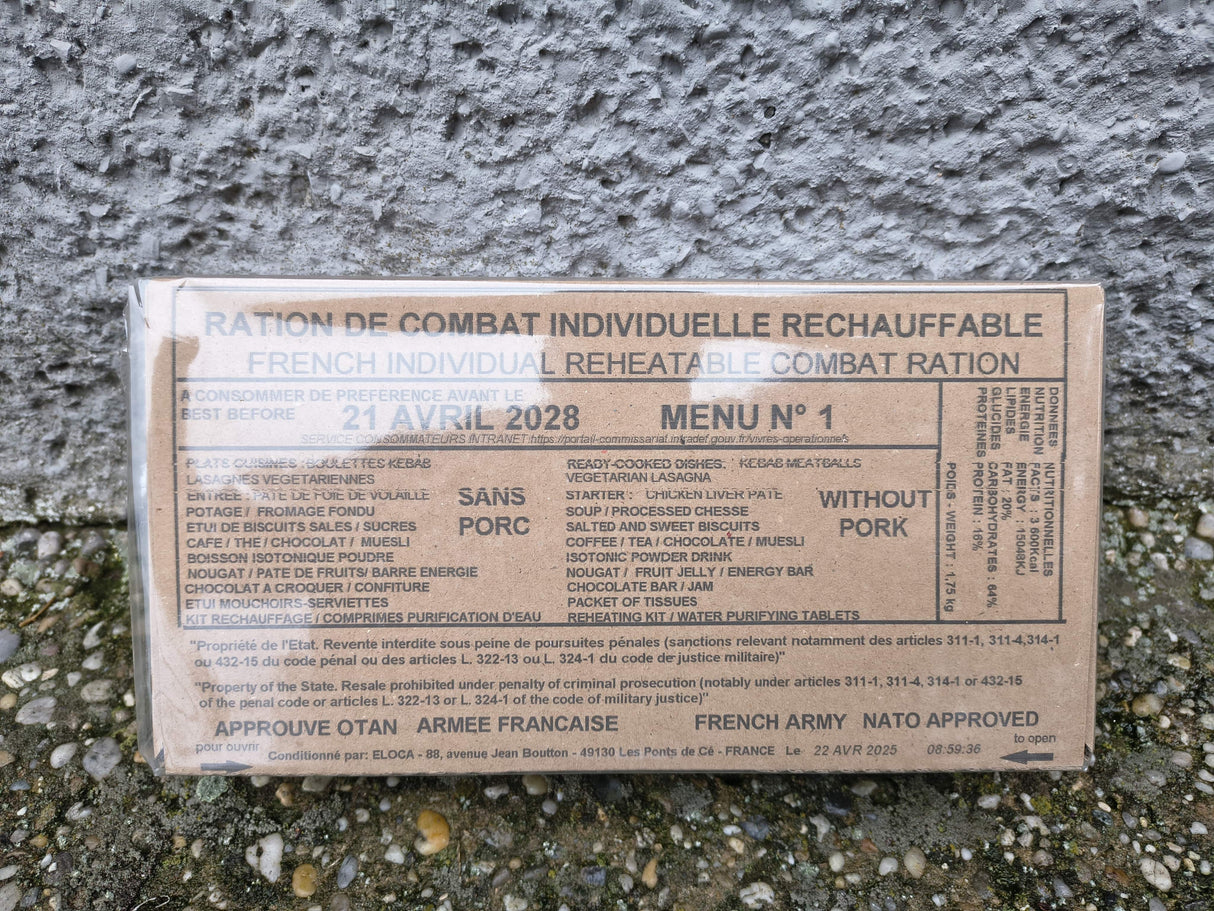 RATION DE COMBAT INDIVIDUELLE RECHAUFFABLE
FRENCH INDIVIDUAL REHEATABLE COMBAT RATION
A CONSOMMER DE PREFERENCE AVANT LE
BEST BEFORE 21 AVRIL 2028 MENU N° 1
SERVICE CONSOMMATEURS INTRANET :https://portail-commissariat.intradef.gouv.fr/vivres-operationnels
PLATS CUISINES : BOULETTES KEBAB
LASAGNES VEGETARIENNES
ENTREE : PATE DE FOIE DE VOLAILLE
POTAGE / FROMAGE FONDU
ETUI DE BISCUITS SALES / SUCRES
CAFE / THE / CHOCOLAT / MUESLI
BOISSON ISOTONIQUE POUDRE
NOUGAT / PATE DE FRUITS/ BARRE ENERGIE
CHOCOLAT A CROQUER / CONFITURE
ETUI MOUCHOIRS-SERVIETTES
KIT RECHAUFFAGE / COMPRIMES PURIFICATION D'EAU
SANS
PORC
READY-COOKED DISHES: KEBAB MEATBALLS
VEGETARIAN LASAGNA
STARTER : CHICKEN LIVER PATE
SOUP / PROCESSED CHESSE
SALTED AND SWEET BISCUITS
COFFEE / TEA / CHOCOLATE / MUESLI
ISOTONIC POWDER DRINK
NOUGAT / FRUIT JELLY / ENERGY BAR
CHOCOLATE BAR / JAM
PACKET OF TISSUES
REHEATING KIT / WATER PURIFYING TABLETS
WITHOUT
PORK
DONNEES NUTRITIONNELLES
NUTRITION FACTS : 3 600Kcal
ENERGIE ENERGY : 15048KJ
LIPIDES FAT : 20%
GLUCIDES CARBOHYDRATES : 64%
PROTEINES PROTEIN : 16%
POIDS - WEIGHT : 1,75 kg
"Propriété de l'Etat. Revente interdite sous peine de poursuites pénales (sanctions relevant notamment des articles 311-1, 311-4,314-1
ou 432-15 du code pénal ou des articles L. 322-13 ou L. 324-1 du code de justice militaire)"
"Property of the State. Resale prohibited under penalty of criminal prosecution (notably under articles 311-1, 311-4, 314-1 or 432-15
of the penal code or articles L. 322-13 or L. 324-1 of the code of military justice)"
APPROUVE OTAN ARMEE FRANCAISE FRENCH ARMY NATO APPROVED
pour ouvrir Conditionné par: ELOCA - 88, avenue Jean Boutton - 49130 Les Ponts de Cé - FRANCE Le 22 AVR 2025 08:59:36 to open